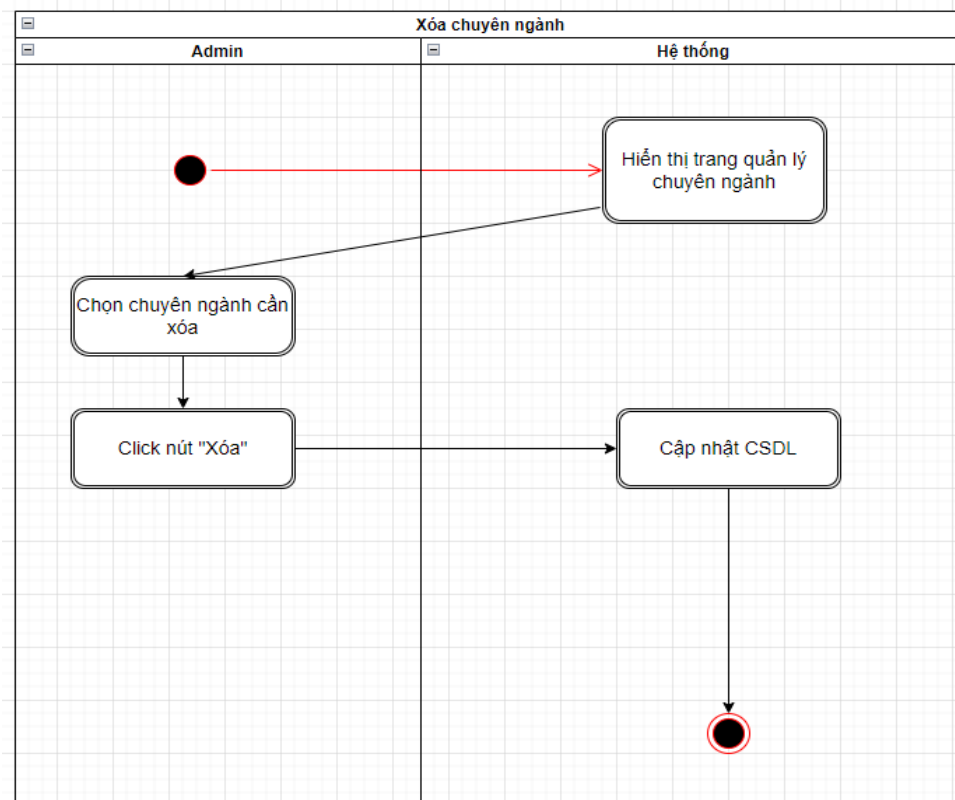 Xóa chuyên ngành
Admin
Hệ thống
Hiển thị trang quản lý
chuyên ngành
Chọn chuyên ngành cần
xóa
Click nút "Xóa"
Cập nhật CSDL